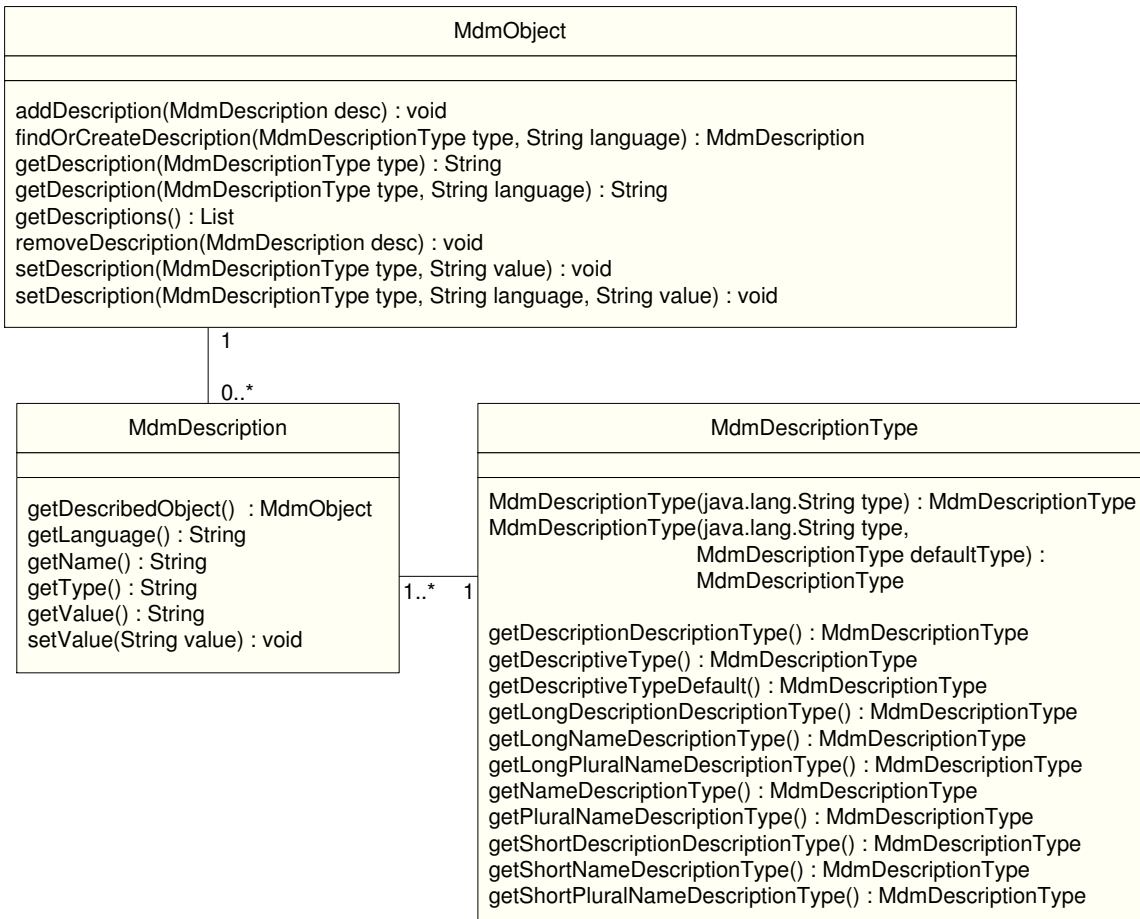 MdmObject
addDescription(MdmDescription desc) : void
findOrCreateDescription(MdmDescriptionType type, String language) : MdmDescription
getDescription(MdmDescriptionType type) : String
getDescription(MdmDescriptionType type, String language) : String
getDescriptions() : List
removeDescription(MdmDescription desc) : void
setDescription(MdmDescriptionType type, String value) : void
setDescription(MdmDescriptionType type, String language, String value) : void
1
0..*
MdmDescription
getDescribedObject() : MdmObject
getLanguage() : String
getName() : String
getType() : String
getValue() : String
setValue(String value) : void
1..* 1
MdmDescriptionType
MdmDescriptionType(java.lang.String type) : MdmDescriptionType
MdmDescriptionType(java.lang.String type,
MdmDescriptionType defaultType) :
MdmDescriptionType
getDescriptionDescriptionType() : MdmDescriptionType
getDescriptiveType() : MdmDescriptionType
getDescriptiveTypeDefault() : MdmDescriptionType
getLongDescriptionDescriptionType() : MdmDescriptionType
getLongNameDescriptionType() : MdmDescriptionType
getLongPluralNameDescriptionType() : MdmDescriptionType
getNameDescriptionType() : MdmDescriptionType
getPluralNameDescriptionType() : MdmDescriptionType
getShortDescriptionDescriptionType() : MdmDescriptionType
getShortNameDescriptionType() : MdmDescriptionType
getShortPluralNameDescriptionType() : MdmDescriptionType